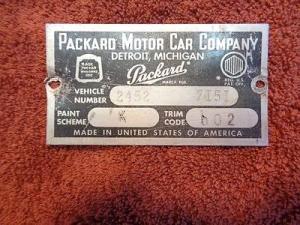 PACKARD MOTOR CAR COMPANY
DETROIT, MICHIGAN
Packard
VEHICLE NUMBER 2452
PAINT SCHEME K TRIM CODE 602
MADE IN UNITED STATES OF AMERICA